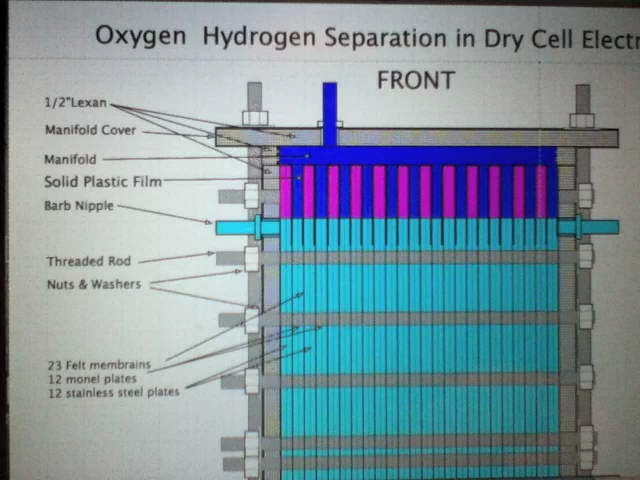 Oxygen Hydrogen Separation in Dry Cell Electr
FRONT
1/2"Lexan
Manifold Cover
Manifold
Solid Plastic Film
Barb Nipple
Threaded Rod
Nuts & Washers
23 Felt membrains
12 monel plates
12 stainless steel plates